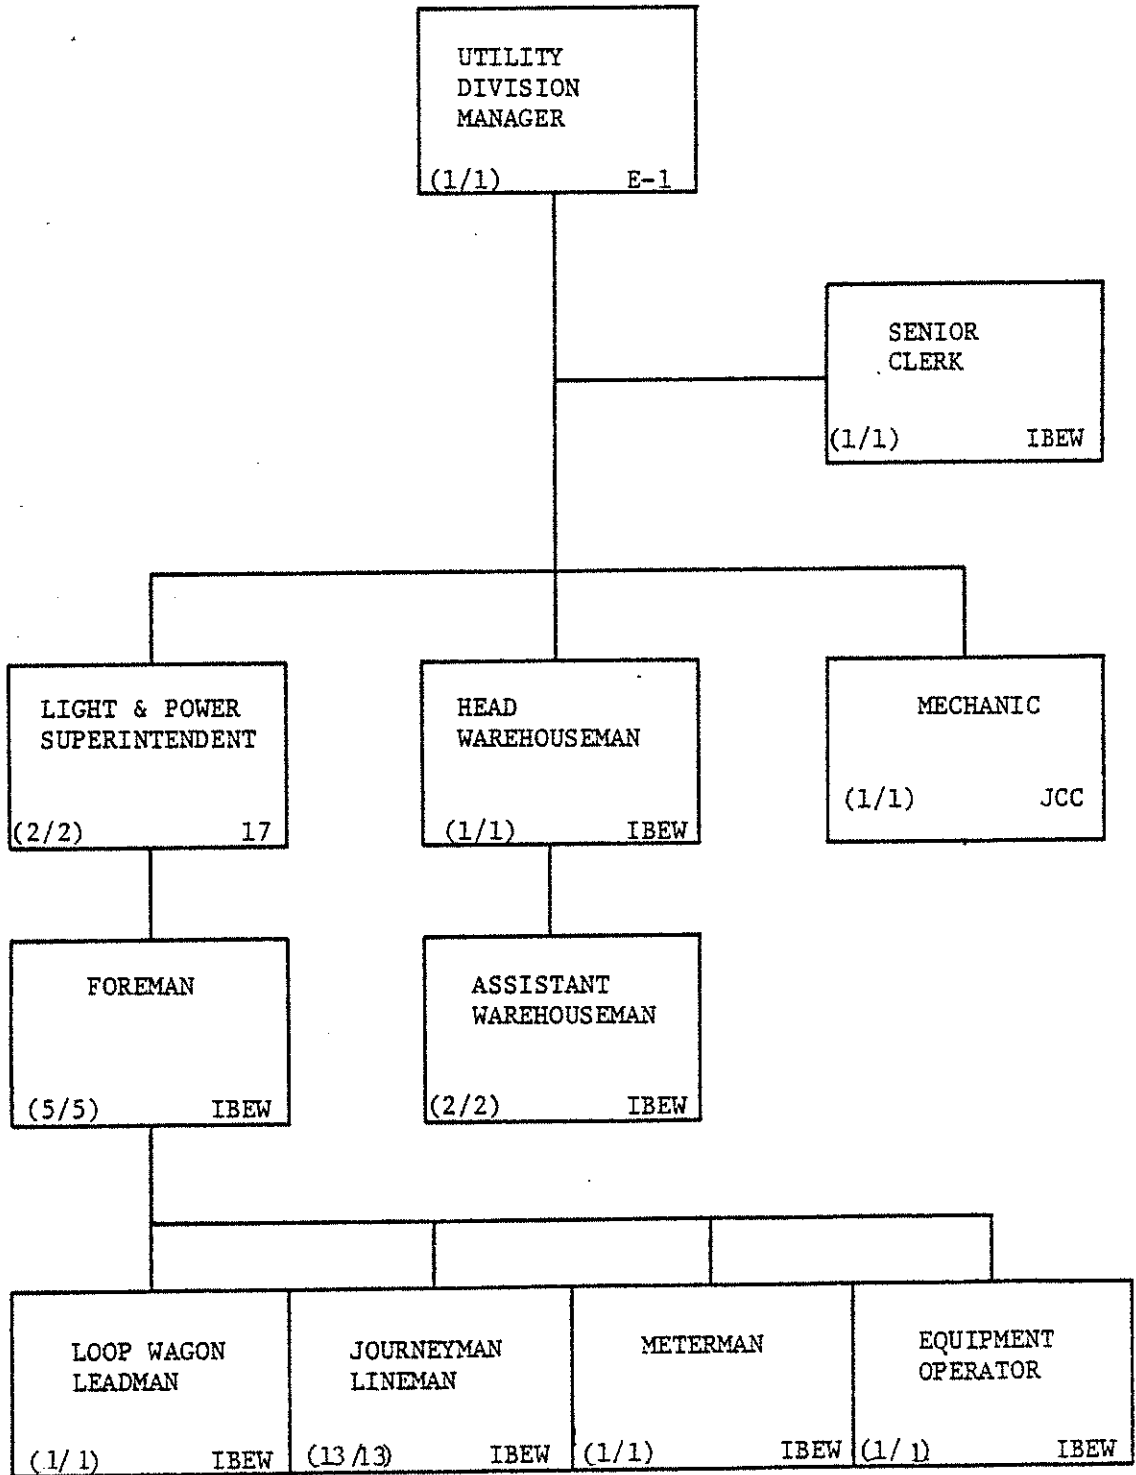 UTILITY
DIVISION
MANAGER
(1/1) E-1
SENIOR
CLERK
(1/1) IBEW
LIGHT & POWER
SUPERINTENDENT
(2/2) 17
HEAD
WAREHOUSEMAN
(1/1) IBEW
MECHANIC
(1/1) JCC
FOREMAN
(5/5) IBEW
ASSISTANT
WAREHOUSEMAN
(2/2) IBEW
LOOP WAGON
LEADMAN
(1/1) IBEW
JOURNEYMAN
LINEMAN
(13/13) IBEW
METERMAN
(1/1) IBEW
EQUIPMENT
OPERATOR
(1/1) IBEW